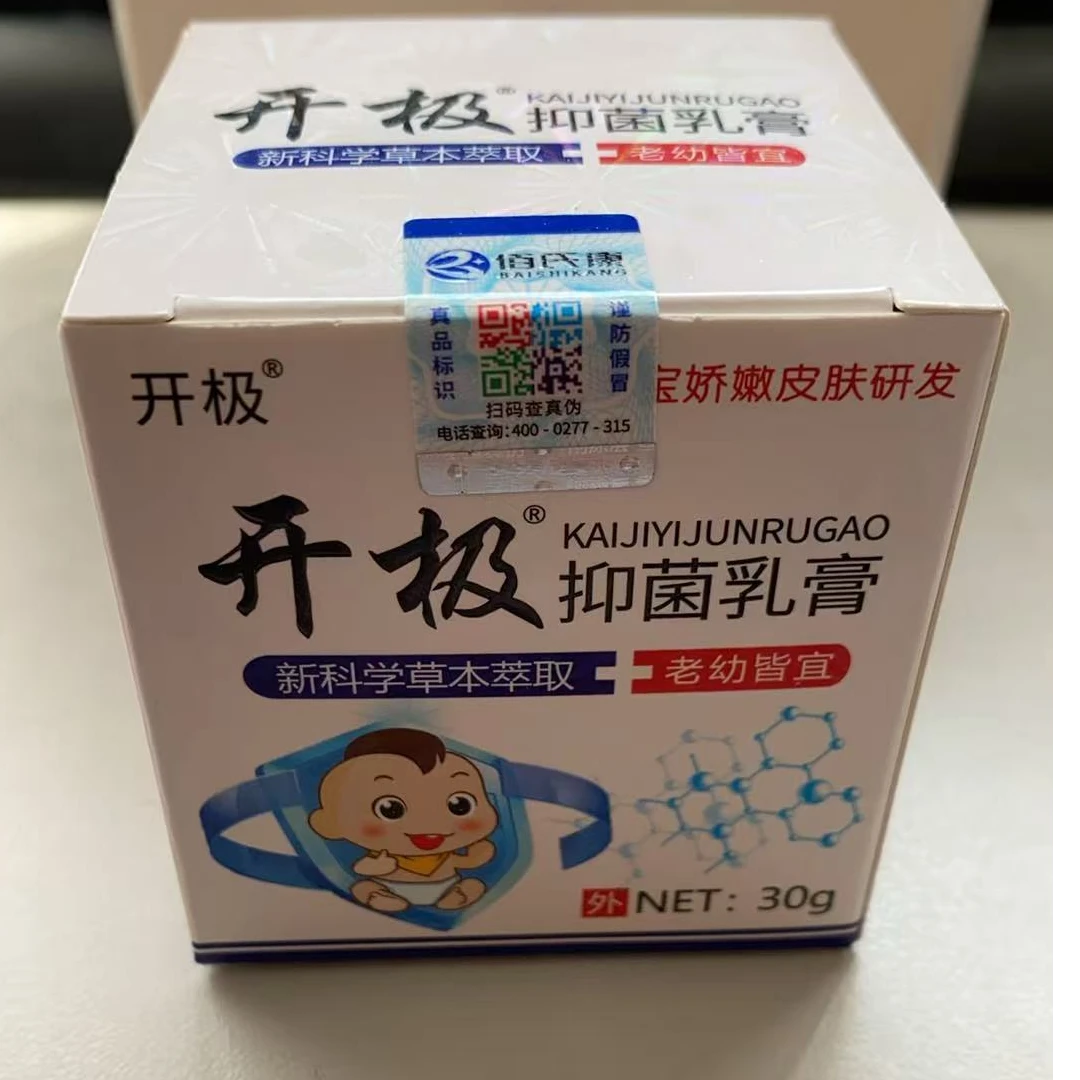 开极®
KAIJIYIJUNRUGAO
抑菌乳膏
新科学草本萃取
老幼皆宜
佰氏康
BAISHIKANG
真品标识
谨防假冒
扫码查真伪
电话查询:400-0277-315
开极®
宝娇嫩皮肤研发
开极®
KAIJIYIJUNRUGAO
抑菌乳膏
新科学草本萃取
老幼皆宜
外 NET: 30g